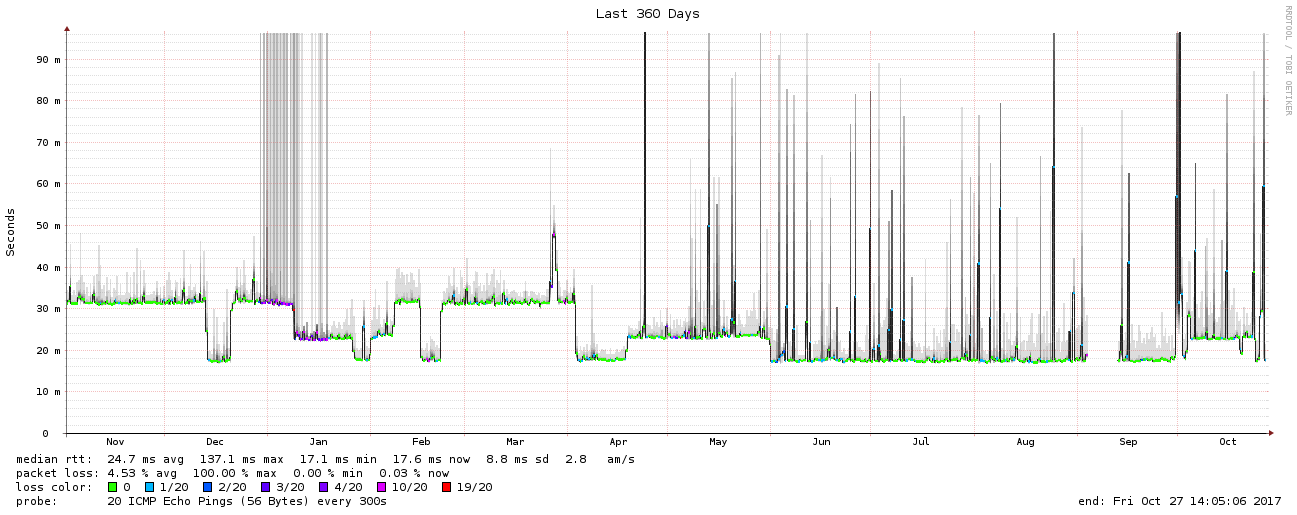 Last 360 Days
RRDTOOL / TOBI OETIKER
Seconds
90 m
80 m
70 m
60 m
50 m
40 m
30 m
20 m
10 m
0
Nov Dec Jan Feb Mar Apr May Jun Jul Aug Sep Oct
median rtt: 24.7 ms avg 137.1 ms max 17.1 ms min 17.6 ms now 8.8 ms sd 2.8 am/s
packet loss: 4.53 % avg 100.00 % max 0.00 % min 0.03 % now
loss color: 0 1/20 2/20 3/20 4/20 10/20 19/20
probe: 20 ICMP Echo Pings (56 Bytes) every 300s
end: Fri Oct 27 14:05:06 2017